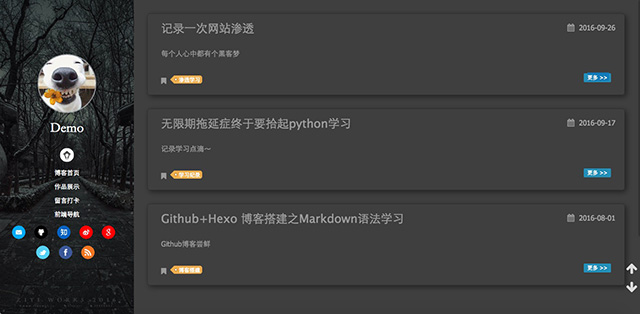 Demo
博客首页
作品展示
留言打卡
前端导航
记录一次网站渗透
2016-09-26
每个人心中都有个黑客梦
渗透学习
更多 >>
无限期拖延症终于要拾起python学习
2016-09-17
记录学习点滴～
学习纪录
更多 >>
Github+Hexo 博客搭建之Markdown语法学习
2016-08-01
Github博客尝鲜
更多 >>